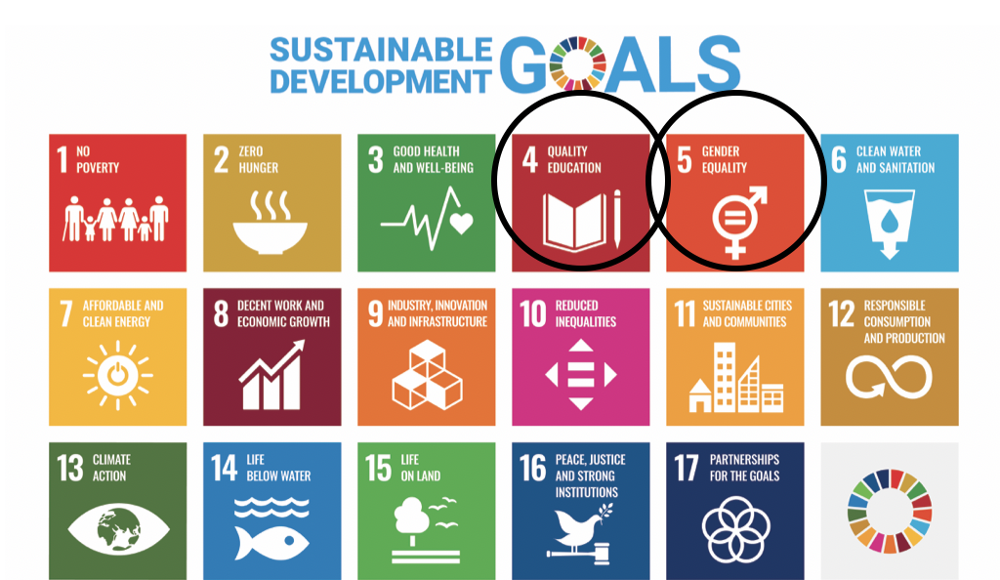 SUSTAINABLE
DEVELOPMENT
GOALS
1 NO
POVERTY
2 ZERO
HUNGER
3 GOOD HEALTH
AND WELL-BEING
4 QUALITY
EDUCATION
5 GENDER
EQUALITY
6 CLEAN WATER
AND SANITATION
7 AFFORDABLE AND
CLEAN ENERGY
8 DECENT WORK AND
ECONOMIC GROWTH
9 INDUSTRY, INNOVATION
AND INFRASTRUCTURE
10 REDUCED
INEQUALITIES
11 SUSTAINABLE CITIES
AND COMMUNITIES
12 RESPONSIBLE
CONSUMPTION
AND PRODUCTION
13 CLIMATE
ACTION
14 LIFE
BELOW WATER
15 LIFE
ON LAND
16 PEACE, JUSTICE
AND STRONG
INSTITUTIONS
17 PARTNERSHIPS
FOR THE GOALS